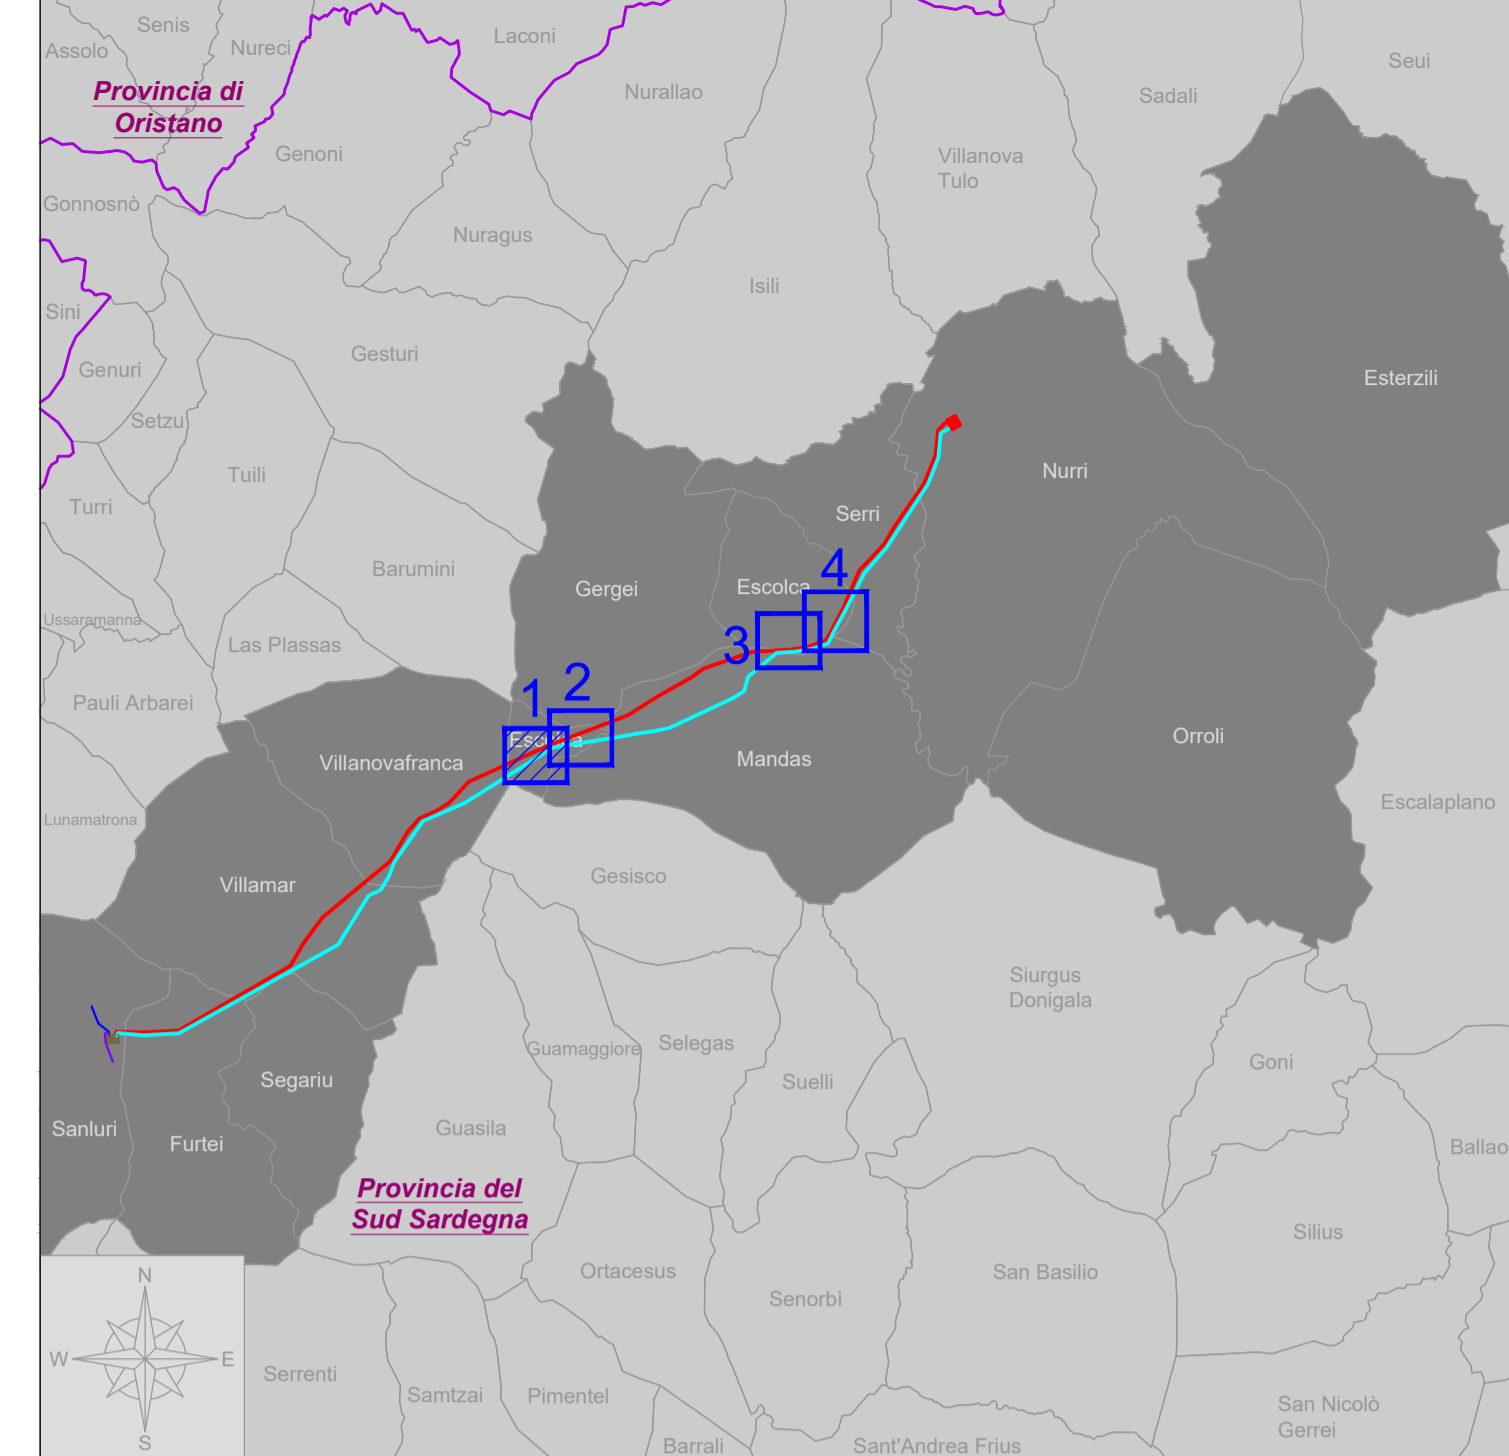 Senis
Assolo
Nureci
Laconi
Seui
Provincia di
Oristano
Nurallao
Sadali
Genoni
Villanova
Tulo
Gonnosnò
Nuragus
Isili
Sini
Gesturi
Genuri
Esterzili
Setzu
Tuili
Nurri
Turri
Serri
Barumini
4
Gergei
Escolca
Ussaramanna
Las Plassas
3
2
1
Pauli Arbarei
Escolca
Orroli
Villanovafranca
Mandas
Escalaplano
Lunamatrona
Gesisco
Villamar
Siurgus
Donigala
Guamaggiore
Selegas
Goni
Segariu
Suelli
Sanluri
Guasila
Furtei
Ballao
Provincia del
Sud Sardegna
Silius
Ortacesus
San Basilio
N
Senorbì
W
E
Serrenti
Samtzai
Pimentel
San Nicolò
Gerrei
S
Barrali
Sant'Andrea Frius